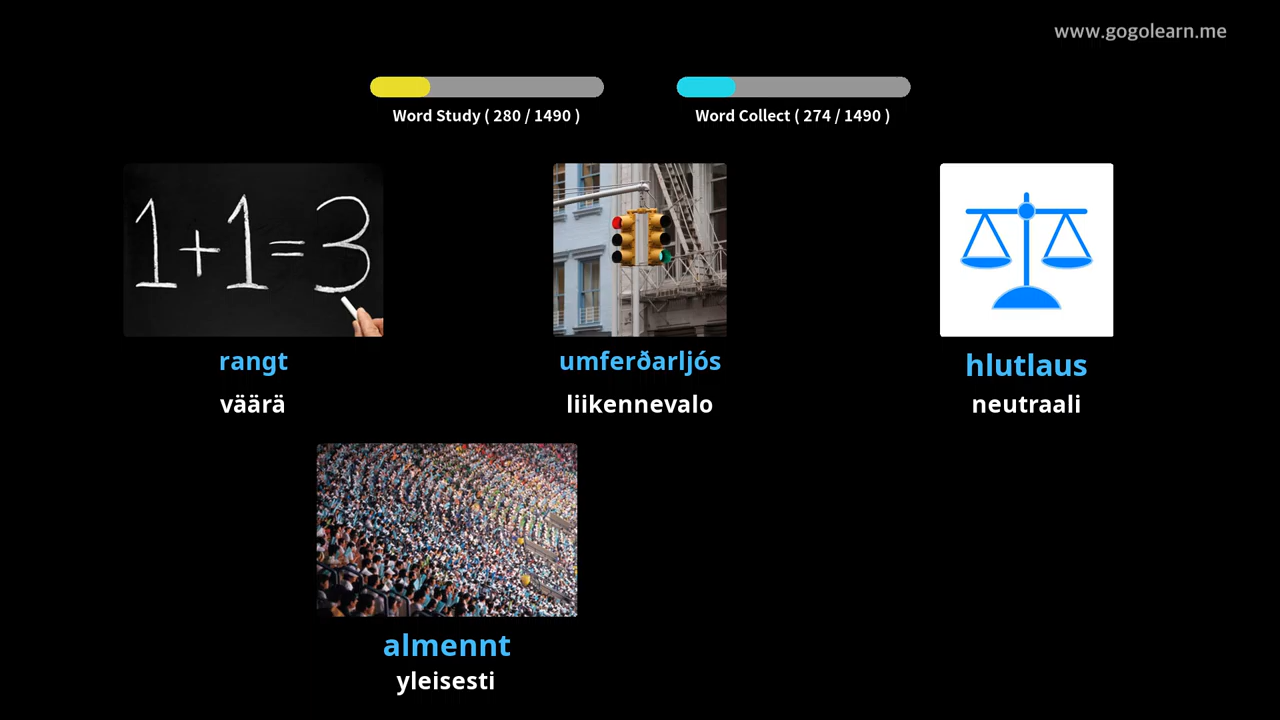 www.gogolearn.me
Word Study ( 280 / 1490 )
Word Collect ( 274 / 1490 )
1+1=3
rangt
väärä
umferðarljós
liikennevalo
hlutlaus
neutraali
almennt
yleisesti